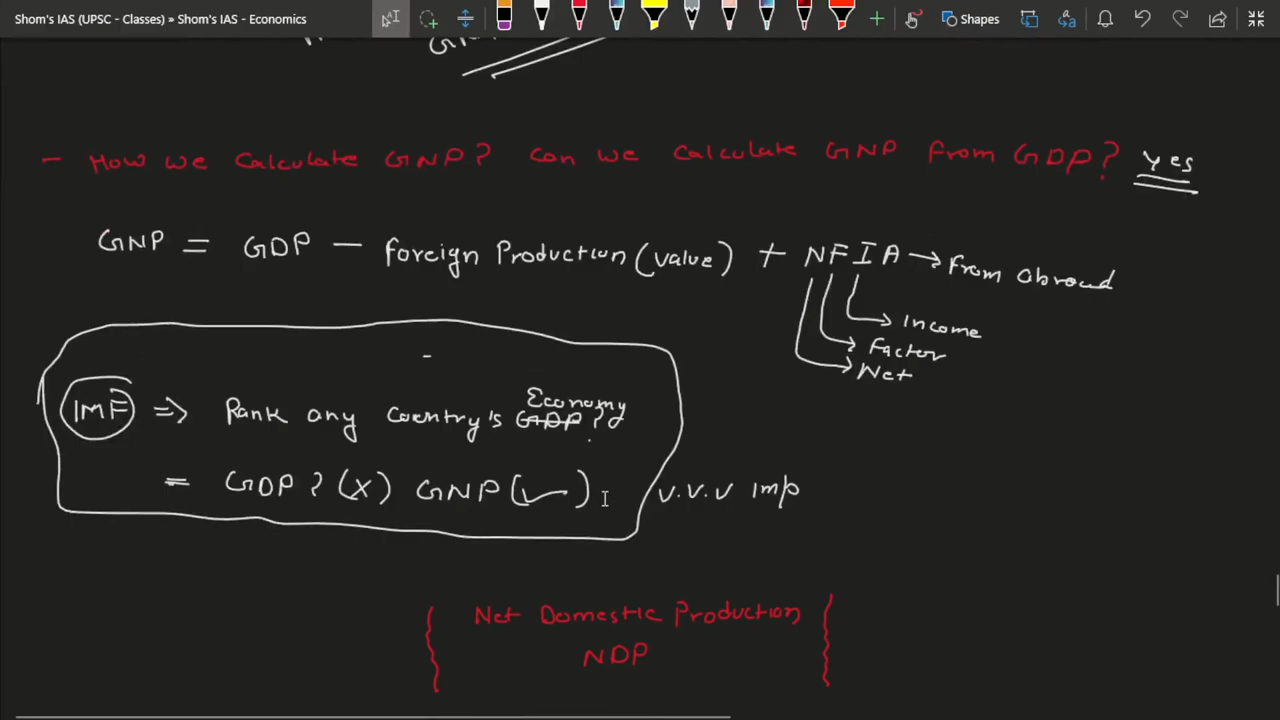 Shom's IAS (UPSC - Classes) » Shom's IAS - Economics
Shapes
- How we calculate GNP? Can we calculate GNP from GDP? Yes
GNP = GDP - foreign Production (value) + NFIA → From abroad
Income
Factor
Net
IMF ⇒ Rank any country's GDP? Economy
= GDP? (x) GNP (✓) v.v.v imp
Net Domestic Production
NDP